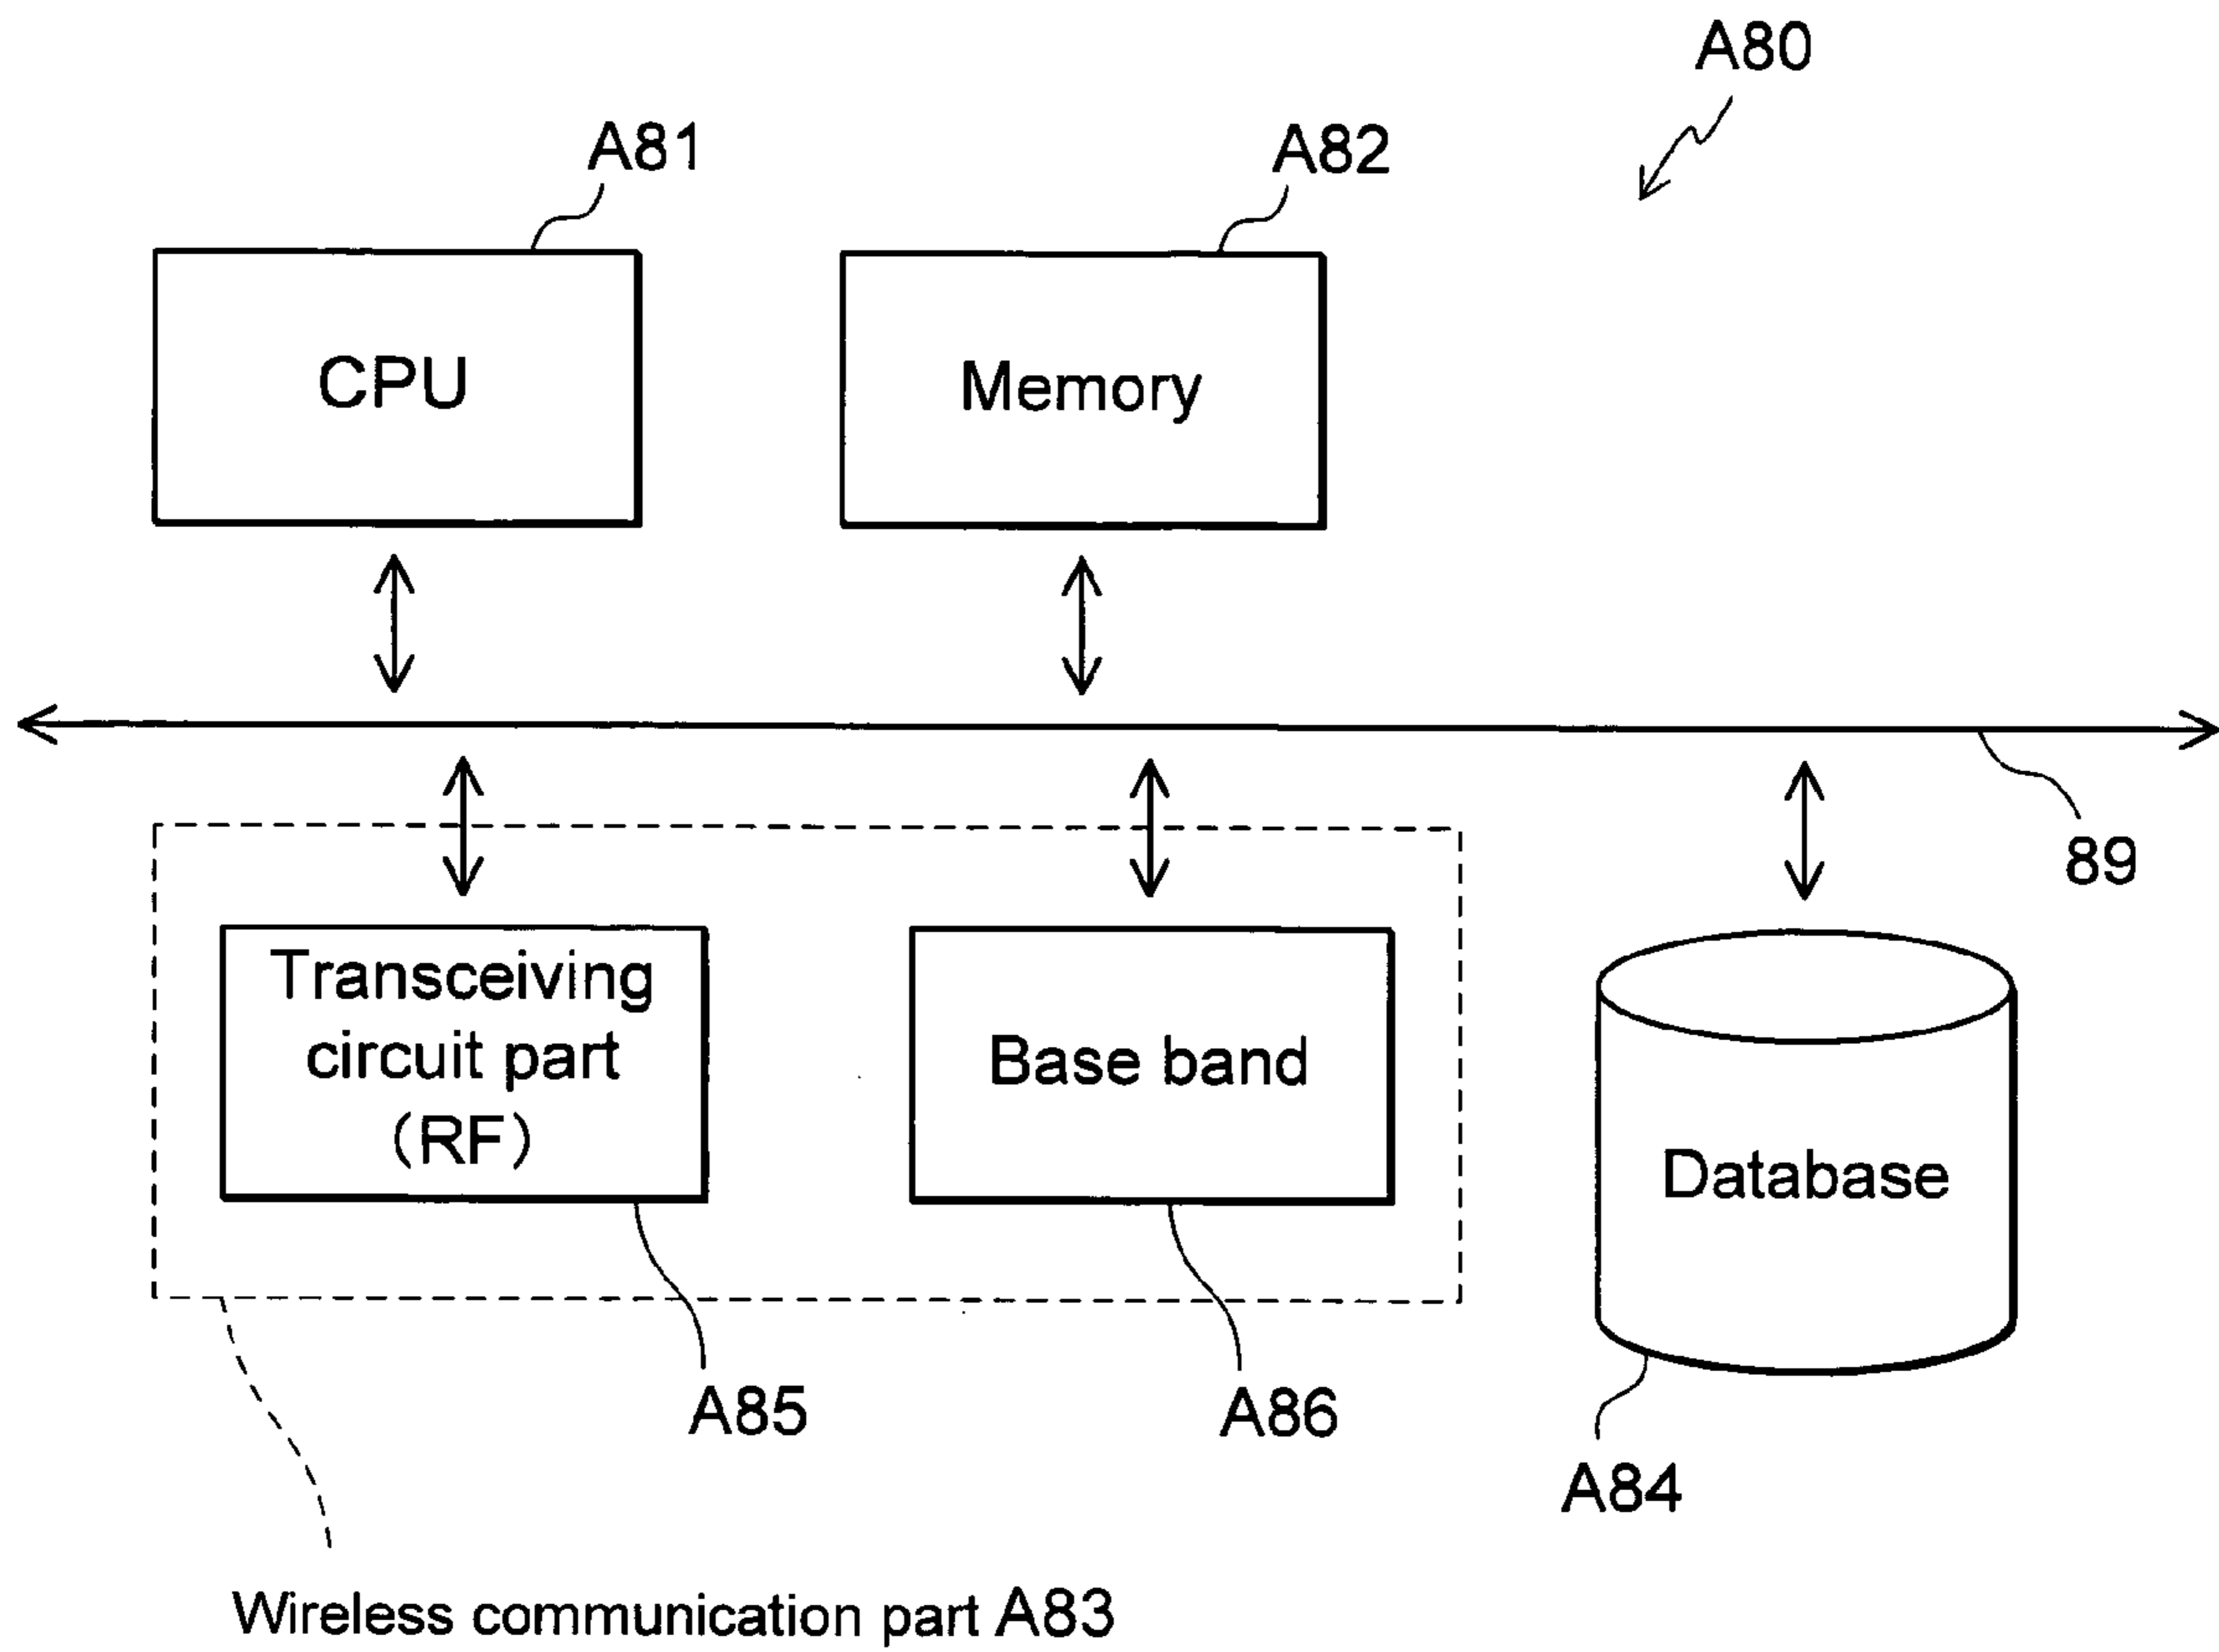 A80
A81
A82
CPU
Memory
89
Transceiving
circuit part
(RF)
Base band
Database
A85
A86
A84
Wireless communication part A83